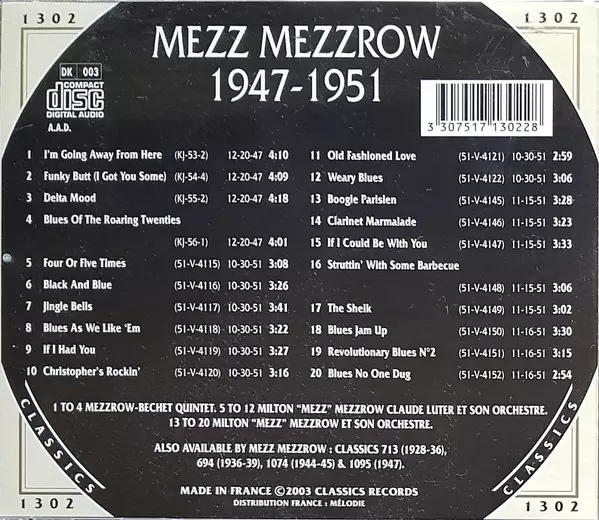 1302
1302
MEZZ MEZZROW
1947-1951
DK 003
COMPACT
disc
DIGITAL AUDIO
A.A.D.
3 307517 130228
1 I'm Going Away From Here (KJ-53-2) 12-20-47 4:10
2 Funky Butt (I Got You Some) (KJ-54-4) 12-20-47 4:09
3 Delta Mood (KJ-55-2) 12-20-47 4:18
4 Blues Of The Roaring Twenties
(KJ-56-1) 12-20-47 4:01
5 Four Or Five Times (51-V-4115) 10-30-51 3:08
6 Black And Blue (51-V-4116) 10-30-51 3:26
7 Jingle Bells (51-V-4117) 10-30-51 3:41
8 Blues As We Like 'Em (51-V-4118) 10-30-51 3:22
9 If I Had You (51-V-4119) 10-30-51 3:27
10 Christopher's Rockin' (51-V-4120) 10-30-51 3:16
11 Old Fashioned Love (51-V-4121) 10-30-51 2:59
12 Weary Blues (51-V-4122) 10-30-51 3:06
13 Boogie Parisien (51-V-4145) 11-15-51 3:28
14 Clarinet Marmalade (51-V-4146) 11-15-51 3:23
15 If I Could Be With You (51-V-4147) 11-15-51 3:33
16 Struttin' With Some Barbecue
(51-V-4148) 11-15-51 3:06
17 The Sheik (51-V-4149) 11-15-51 3:02
18 Blues Jam Up (51-V-4150) 11-16-51 3:30
19 Revolutionary Blues N°2 (51-V-4151) 11-16-51 3:15
20 Blues No One Dug (51-V-4152) 11-16-51 2:54
1 TO 4 MEZZROW-BECHET QUINTET. 5 TO 12 MILTON "MEZZ" MEZZROW CLAUDE LUTER ET SON ORCHESTRE.
13 TO 20 MILTON "MEZZ" MEZZROW ET SON ORCHESTRE.
ALSO AVAILABLE BY MEZZ MEZZROW : CLASSICS 713 (1928-36),
694 (1936-39), 1074 (1944-45) & 1095 (1947).
MADE IN FRANCE ©2003 CLASSICS RECORDS
DISTRIBUTION FRANCE : MÉLODIE
CLASSICS
CLASSICS
1302
1302